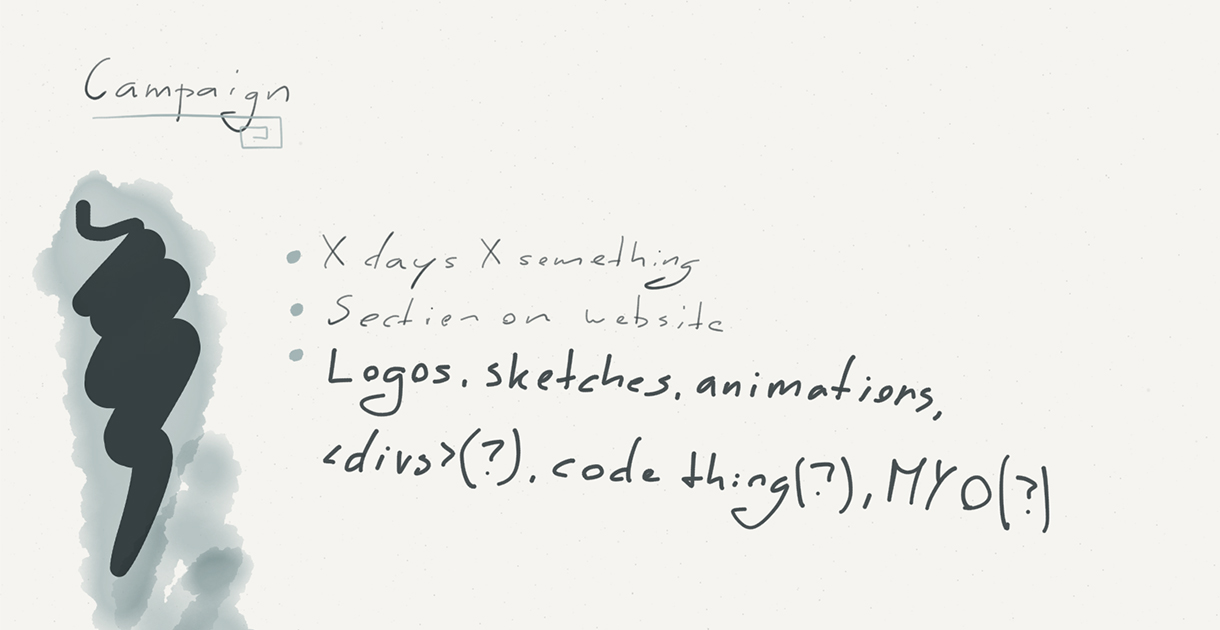 Campaign
X days X something
Section on website
Logos, sketches, animations,
<divs>(?), code thing(?), MYO(?)